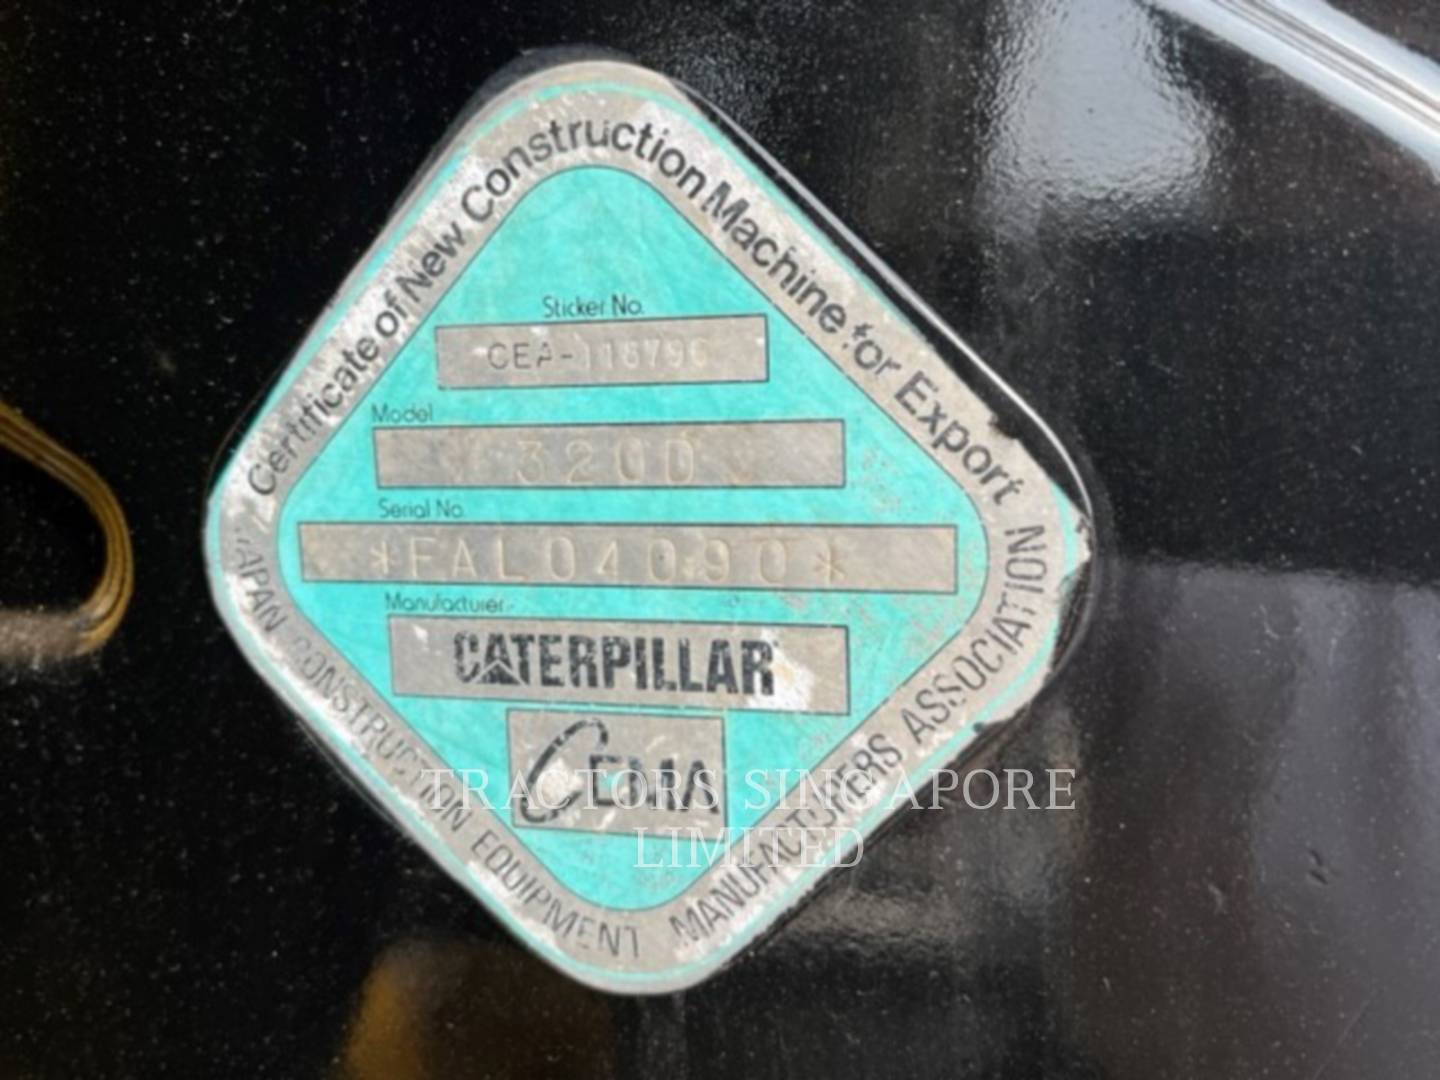 Certificate of New Construction Machine for Export
Sticker No.
Model
320D
Serial No.
*FAL04090*
Manufacturer
CATERPILLAR
CEMA
JAPAN CONSTRUCTION EQUIPMENT MANUFACTURERS ASSOCIATION
TRACTORS SINGAPORE
LIMITED